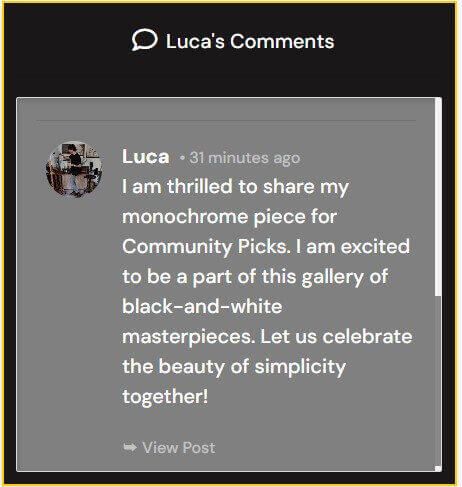 Luca's Comments
Luca • 31 minutes ago
I am thrilled to share my
monochrome piece for
Community Picks. I am excited
to be a part of this gallery of
black-and-white
masterpieces. Let us celebrate
the beauty of simplicity
together!
➥ View Post